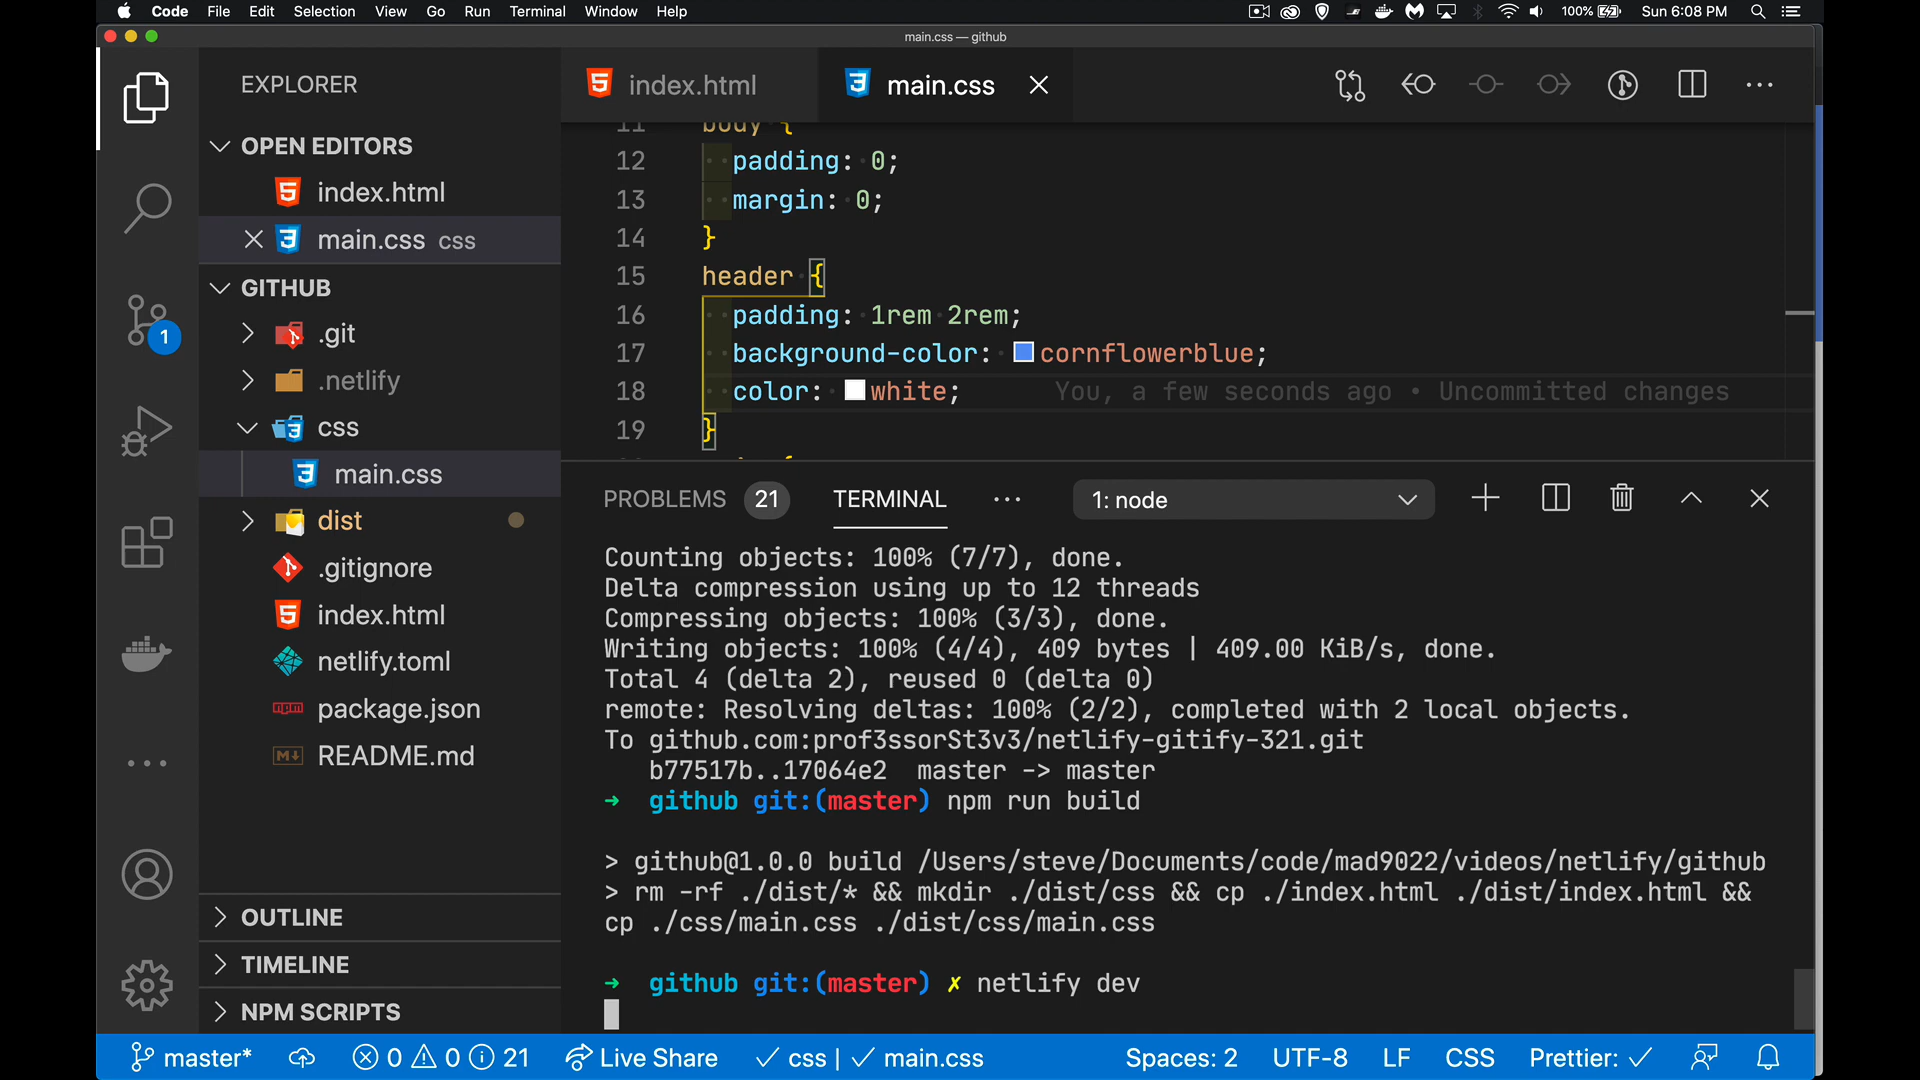 Code File Edit Selection View Go Run Terminal Window Help 100% Sun 6:08 PM
main.css — github
EXPLORER
OPEN EDITORS
index.html
main.css css
GITHUB
.git
.netlify
css
main.css
dist
.gitignore
index.html
netlify.toml
package.json
README.md
OUTLINE
TIMELINE
NPM SCRIPTS
1
index.html main.css
11 body {
12 padding: 0;
13 margin: 0;
14 }
15 header {
16 padding: 1rem 2rem;
17 background-color: cornflowerblue;
18 color: white; You, a few seconds ago • Uncommitted changes
19 }
PROBLEMS 21 TERMINAL ... 1: node
Counting objects: 100% (7/7), done.
Delta compression using up to 12 threads
Compressing objects: 100% (3/3), done.
Writing objects: 100% (4/4), 409 bytes | 409.00 KiB/s, done.
Total 4 (delta 2), reused 0 (delta 0)
remote: Resolving deltas: 100% (2/2), completed with 2 local objects.
To github.com:prof3ssorSt3v3/netlify-gitify-321.git
b77517b..17064e2 master -> master
➜ github git:(master) npm run build
> github@1.0.0 build /Users/steve/Documents/code/mad9022/videos/netlify/github
> rm -rf ./dist/* && mkdir ./dist/css && cp ./index.html ./dist/index.html &&
cp ./css/main.css ./dist/css/main.css
➜ github git:(master) ✗ netlify dev
master* 0 0 21 Live Share ✓ css | ✓ main.css Spaces: 2 UTF-8 LF CSS Prettier: ✓